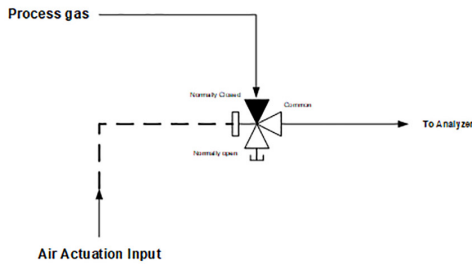 Process gas
Normally Closed
Common
To Analyzer
Normally open
Air Actuation Input